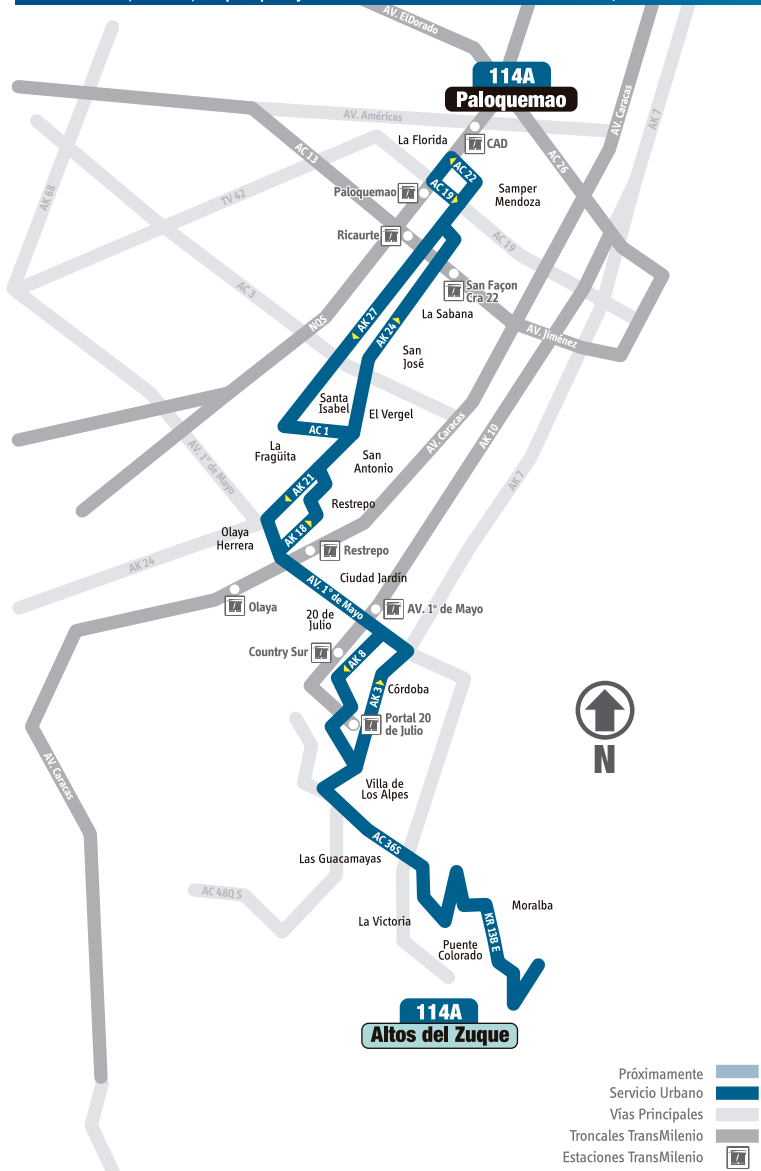 AV. ElDorado
114A
Paloquemao
AV. Caracas
AK 7
AV. Américas
La Florida
CAD
AC 13
AC 26
AC 22
AC 19
Paloquemao
Samper
Mendoza
AK 68
TV 42
Ricaurte
AC 19
AC 3
San Façon
Cra 22
La Sabana
NQS
AK 27
AK 24
AV. Jiménez
San
José
Santa
Isabel
El Vergel
AC 1
AV. Caracas
AK 10
La
Fragüita
San
Antonio
AV. 1° de Mayo
AK 21
AK 7
Restrepo
AK 18
Olaya
Herrera
Restrepo
AK 24
Ciudad Jardín
AV. 1° de Mayo
Olaya
20 de
Julio
AV. 1° de Mayo
Country Sur
AK 8
AK 3
Córdoba
Portal 20
de Julio
N
AV. Caracas
Villa de
Los Alpes
AC 36S
Las Guacamayas
AC 48Q S
La Victoria
Moralba
KR 13B E
Puente
Colorado
114A
Altos del Zuque
Próximamente
Servicio Urbano
Vías Principales
Troncales TransMilenio
Estaciones TransMilenio